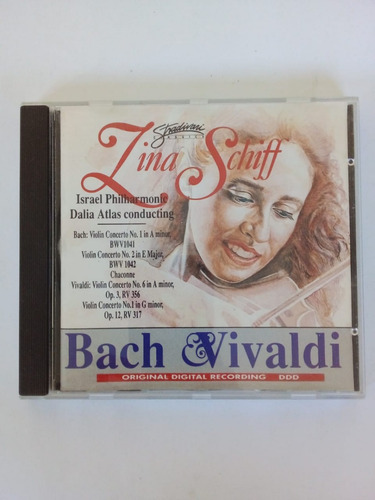 Stradivari
CLASSICS
Zina Schiff
Israel Philharmonic
Dalia Atlas conducting
Bach: Violin Concerto No. 1 in A minor,
BWV1041
Violin Concerto No. 2 in E Major,
BWV 1042
Chaconne
Vivaldi: Violin Concerto No. 6 in A minor,
Op. 3, RV 356
Violin Concerto No.1 in G minor,
Op. 12, RV 317
Bach & Vivaldi
ORIGINAL DIGITAL RECORDING DDD